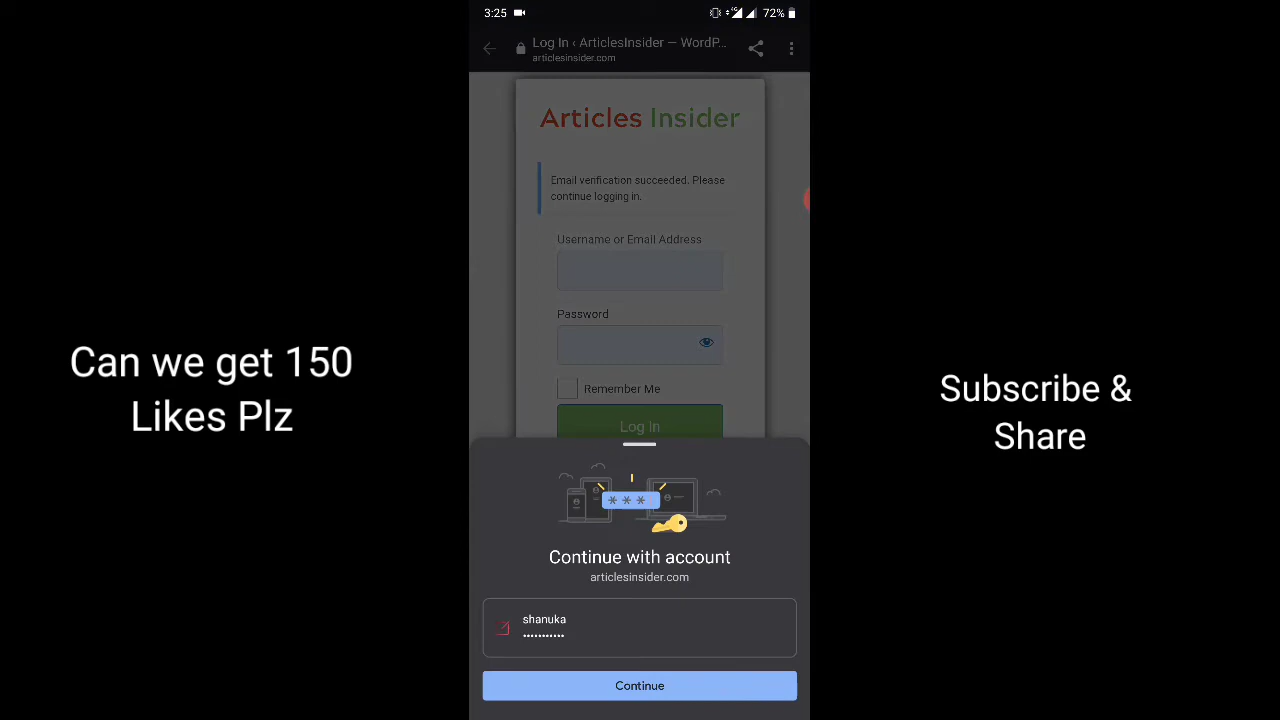 3:25
4G
72%
Log In ‹ ArticlesInsider — WordP...
articlesinsider.com
Articles Insider
Email verification succeeded. Please
continue logging in.
Username or Email Address
Password
Remember Me
Log In
Can we get 150
Likes Plz
Subscribe &
Share
***
Continue with account
articlesinsider.com
shanuka
•••••••••••
Continue